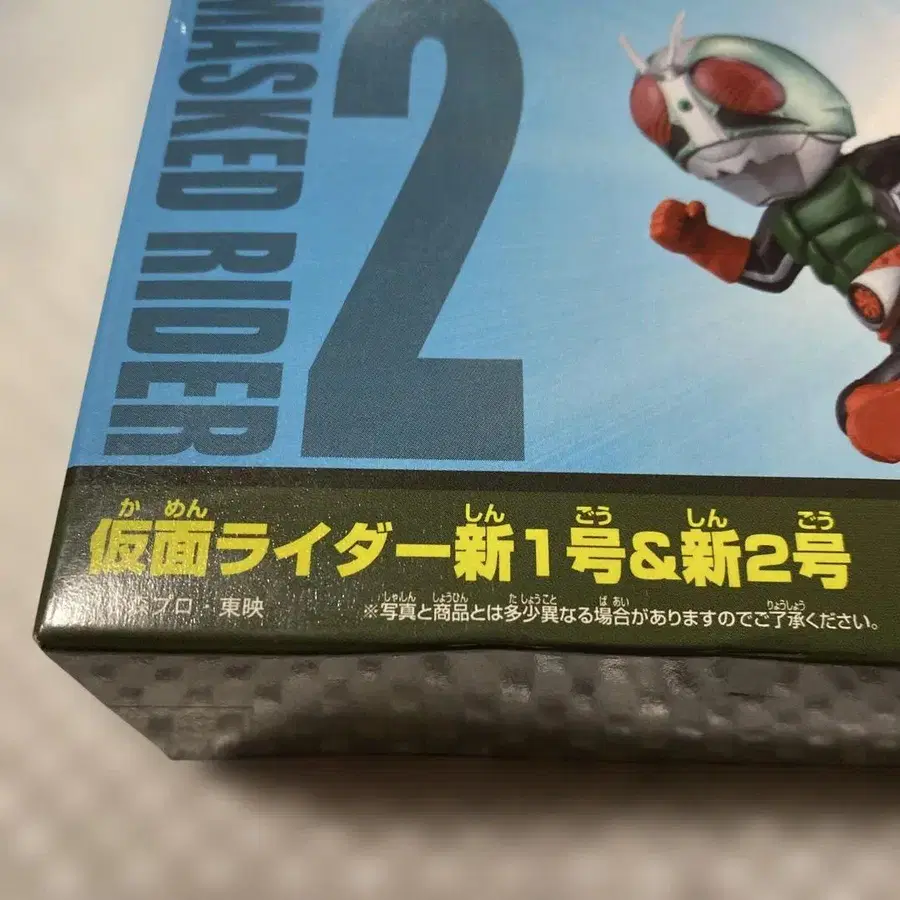 MASKED RIDER
2
かめん しん ごう しん ごう
仮面ライダー新1号&新2号
しゃしん しょうひん たしょうこと ばあい りょうしょう
※写真と商品とは多少異なる場合がありますのでご了承ください。
森プロ・東映